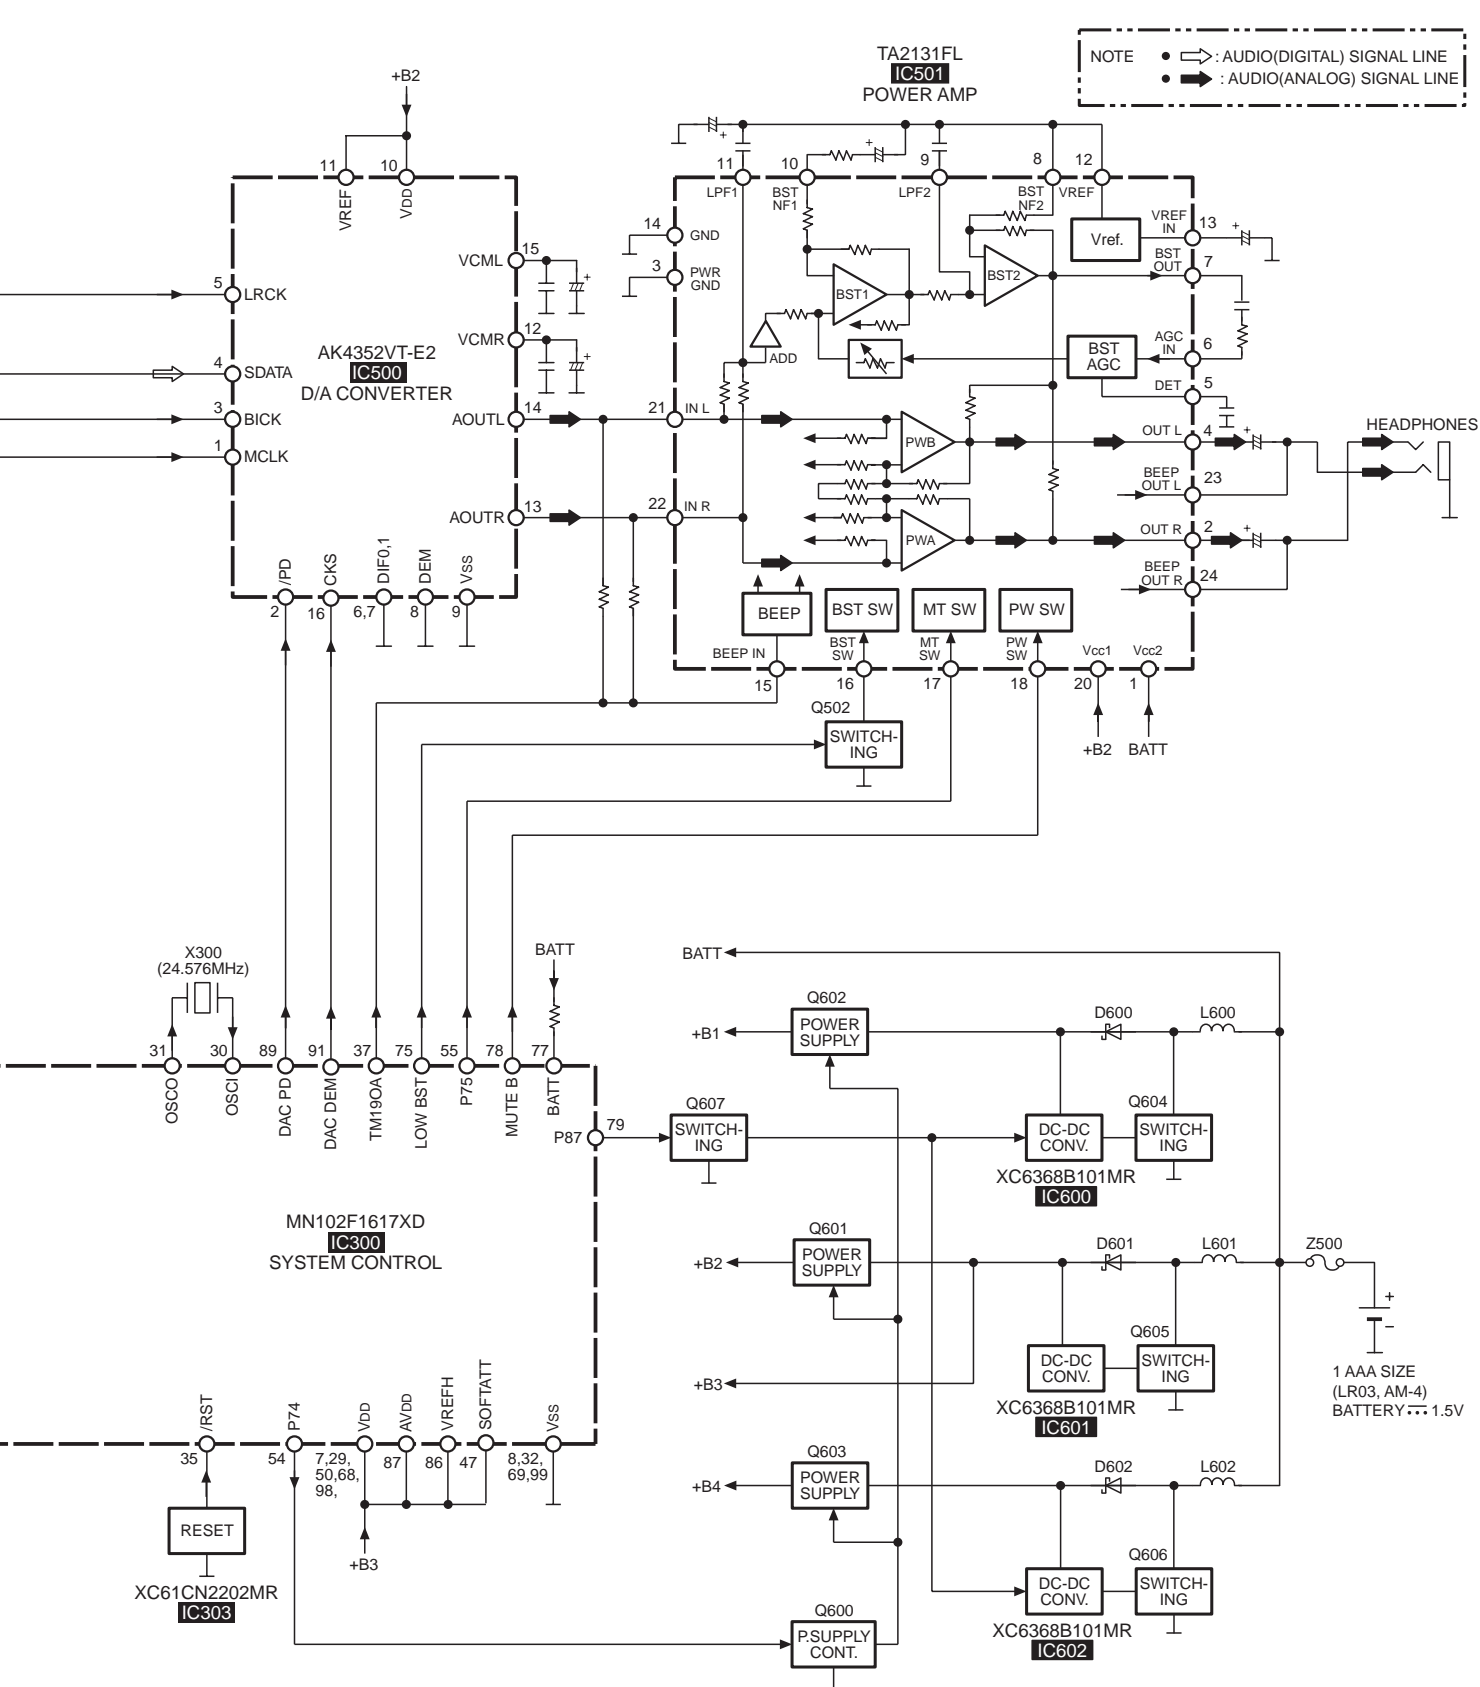 TA2131FL
IC501
POWER AMP
NOTE
: AUDIO(DIGITAL) SIGNAL LINE
: AUDIO(ANALOG) SIGNAL LINE
+B2
11
10
VREF
VDD
5
LRCK
4
SDATA
3
BICK
1
MCLK
AK4352VT-E2
IC500
D/A CONVERTER
VCML
15
+
VCMR
12
+
AOUTL
14
AOUTR
13
/PD
CKS
DIF0,1
DEM
VSS
2
16
6,7
8
9
+
+
11
10
9
8
12
LPF1
BST
NF1
LPF2
BST
NF2
VREF
14
GND
3
PWR
GND
Vref.
VREF
IN
13
+
BST
OUT
7
BST1
BST2
ADD
BST
AGC
AGC
IN
6
DET
5
21
IN L
PWB
OUT L
4
+
HEADPHONES
BEEP
OUT L
23
22
IN R
PWA
OUT R
2
+
BEEP
OUT R
24
BEEP
BST SW
MT SW
PW SW
BEEP IN
BST
SW
MT
SW
PW
SW
Vcc1
Vcc2
15
16
17
18
20
1
Q502
SWITCH-
ING
+B2
BATT
X300
(24.576MHz)
BATT
31
30
89
91
37
75
55
78
77
OSCO
OSCI
DAC PD
DAC DEM
TM19OA
LOW BST
P75
MUTE B
BATT
P87
79
MN102F1617XD
IC300
SYSTEM CONTROL
/RST
P74
VDD
AVDD
VREFH
SOFTATT
VSS
35
54
7,29,
50,68,
98,
87
86
47
8,32,
69,99
RESET
XC61CN2202MR
IC303
+B3
BATT
Q602
POWER
SUPPLY
+B1
D600
L600
Q607
SWITCH-
ING
DC-DC
CONV.
Q604
SWITCH-
ING
XC6368B101MR
IC600
Q601
POWER
SUPPLY
+B2
D601
L601
Z500
+
–
+B3
DC-DC
CONV.
Q605
SWITCH-
ING
XC6368B101MR
IC601
1 AAA SIZE
(LR03, AM-4)
BATTERY ⎓ 1.5V
Q603
POWER
SUPPLY
+B4
D602
L602
DC-DC
CONV.
Q606
SWITCH-
ING
XC6368B101MR
IC602
Q600
P.SUPPLY
CONT.